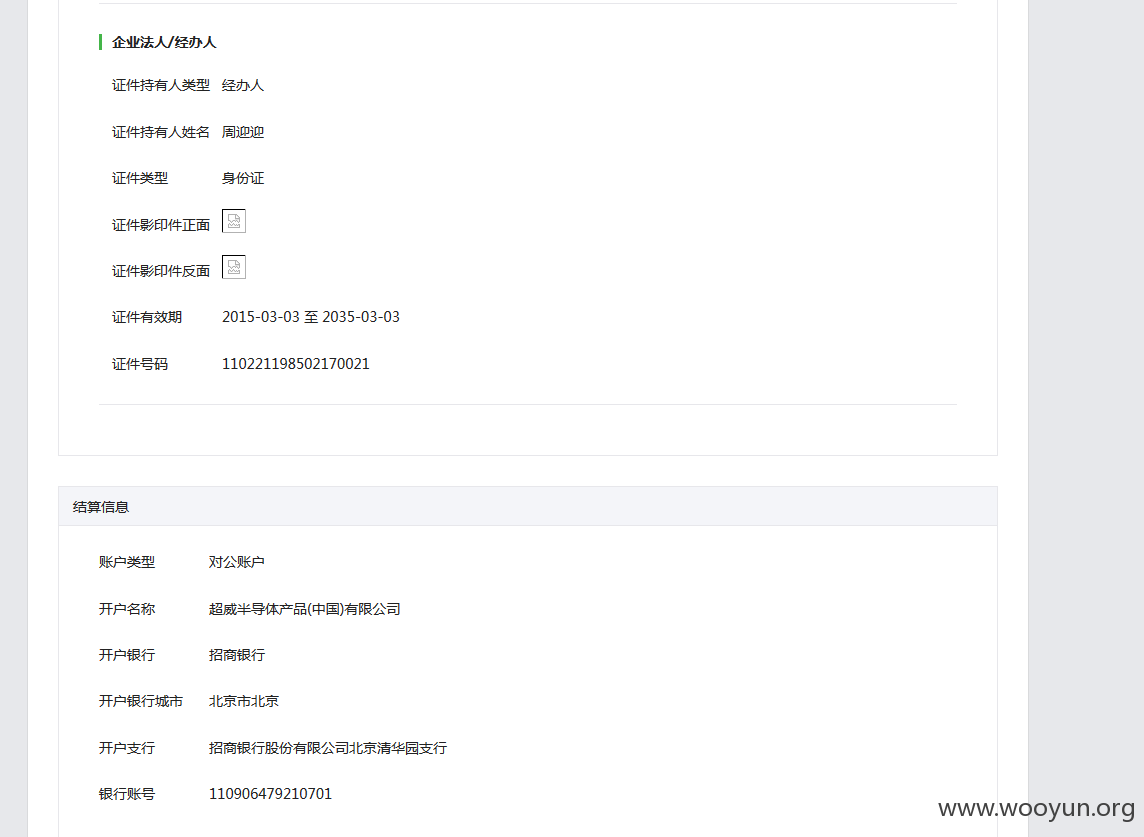 企业法人/经办人
证件持有人类型 经办人
证件持有人姓名 周迎迎
证件类型 身份证
证件影印件正面
证件影印件反面
证件有效期 2015-03-03 至 2035-03-03
证件号码 110221198502170021
结算信息
账户类型 对公账户
开户名称 超威半导体产品(中国)有限公司
开户银行 招商银行
开户银行城市 北京市北京
开户支行 招商银行股份有限公司北京清华园支行
银行账号 110906479210701
www.wooyun.org